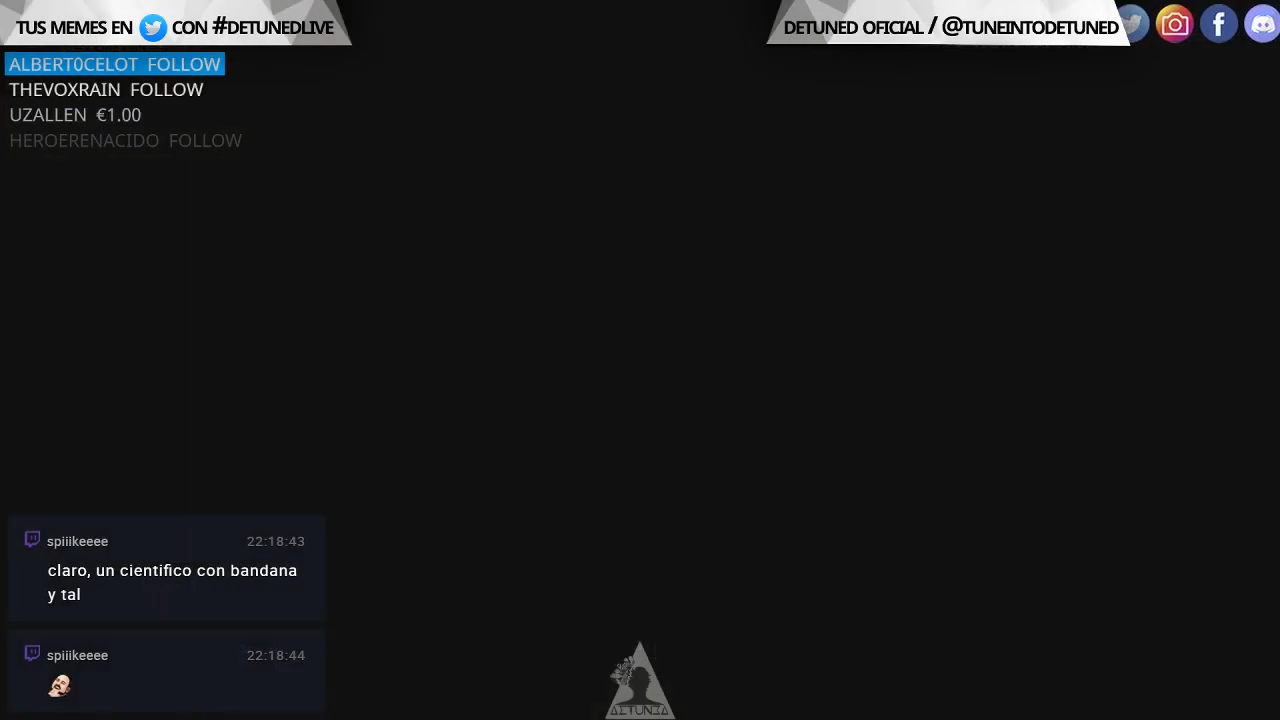 TUS MEMES EN CON #DETUNEDLIVE
DETUNED OFICIAL / @TUNEINTODETUNED
ALBERT0CELOT FOLLOW
THEVOXRAIN FOLLOW
UZALLEN €1.00
HEROERENACIDO FOLLOW
spiiikeeee 22:18:43
claro, un cientifico con bandana
y tal
spiiikeeee 22:18:44